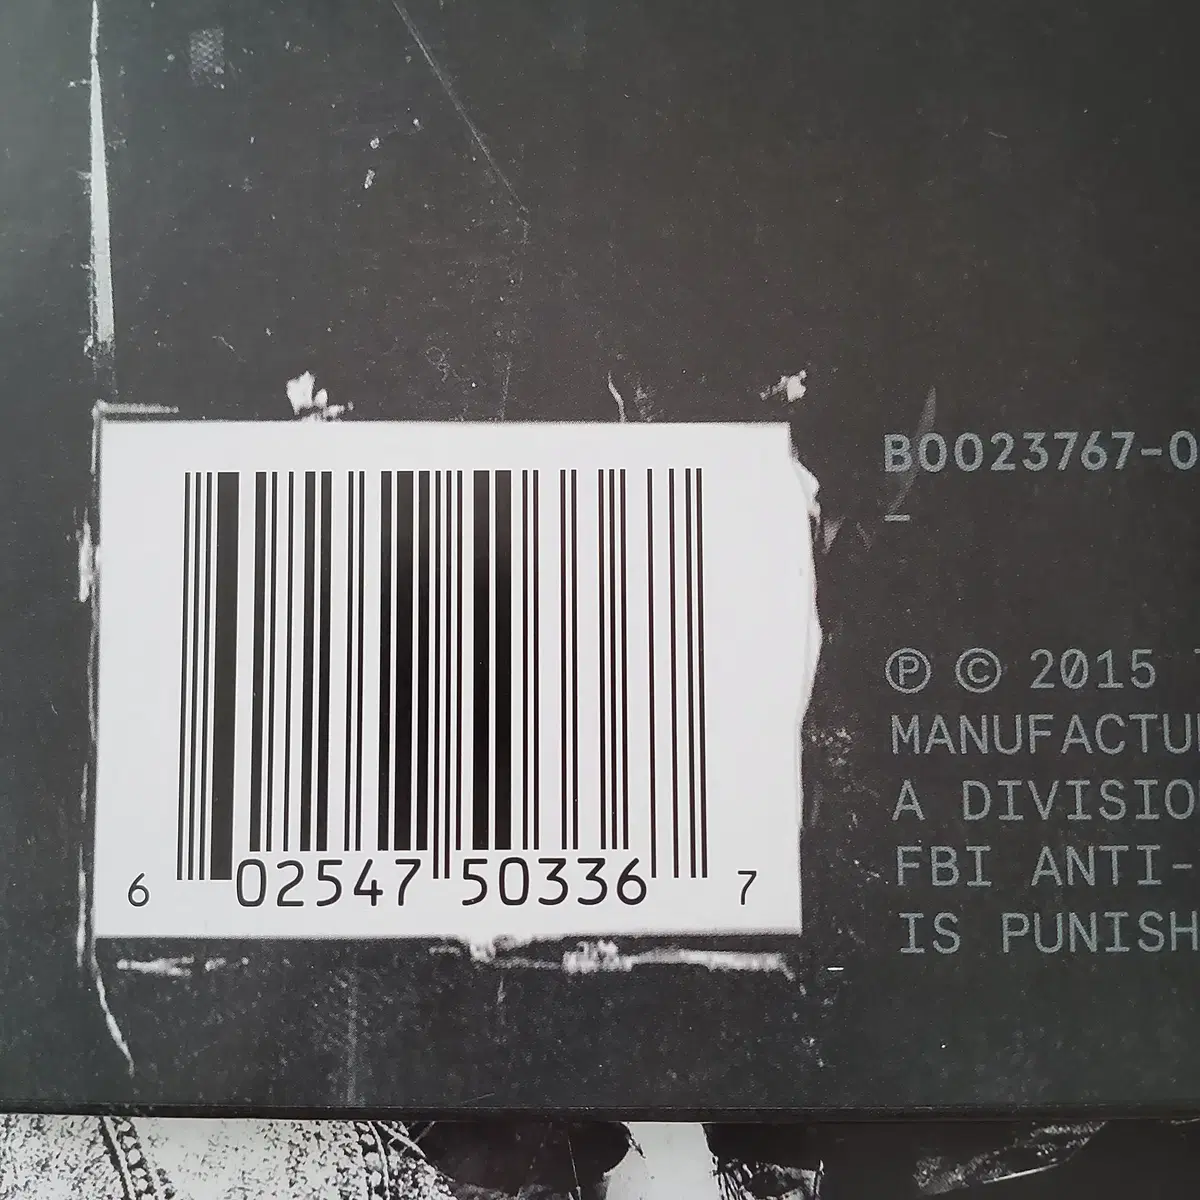 B0023767-0
–
Ⓟ © 2015
MANUFACTU
A DIVISIO
FBI ANTI-
IS PUNISH
6 02547 50336 7